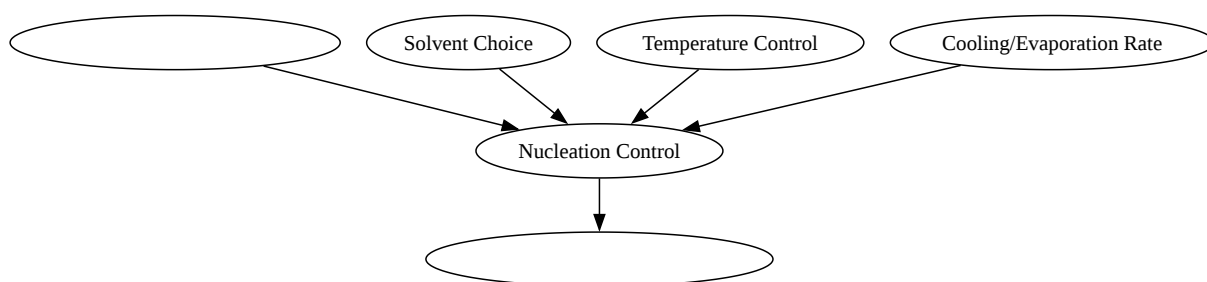 Solvent Choice
Temperature Control
Cooling/Evaporation Rate
Nucleation Control